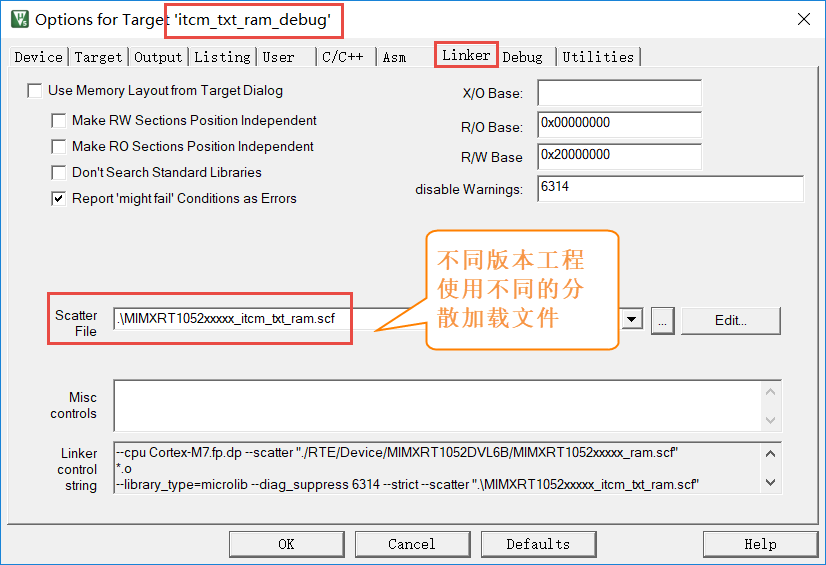 Options for Target 'itcm_txt_ram_debug'
Device Target Output Listing User C/C++ Asm Linker Debug Utilities
Use Memory Layout from Target Dialog
Make RW Sections Position Independent
Make RO Sections Position Independent
Don't Search Standard Libraries
Report 'might fail' Conditions as Errors
X/O Base:
R/O Base: 0x00000000
R/W Base 0x20000000
disable Warnings: 6314
不同版本工程
使用不同的分
散加载文件
Scatter
File
.\MIMXRT1052xxxxx_itcm_txt_ram.scf
...
Edit...
Misc
controls
Linker
control
string
--cpu Cortex-M7.fp.dp --scatter "./RTE/Device/MIMXRT1052DVL6B/MIMXRT1052xxxxx_ram.scf"
*.o
--library_type=microlib --diag_suppress 6314 --strict --scatter ".\MIMXRT1052xxxxx_itcm_txt_ram.scf"
OK Cancel Defaults Help